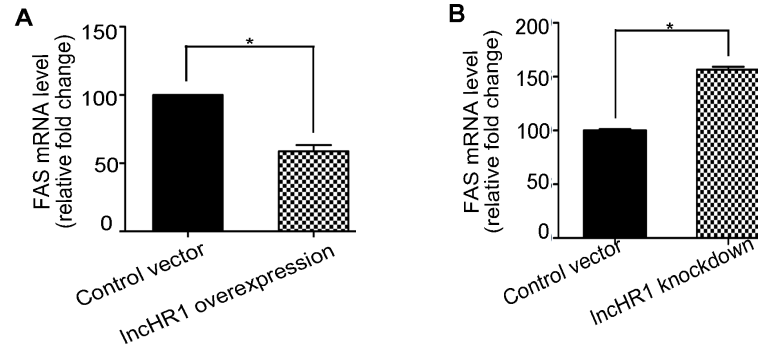 A
FAS mRNA level
(relative fold change)
150
100
50
0
*
Control vector
lncHR1 overexpression
B
FAS mRNA level
(relative fold change)
200
150
100
50
0
*
Control vector
lncHR1 knockdown